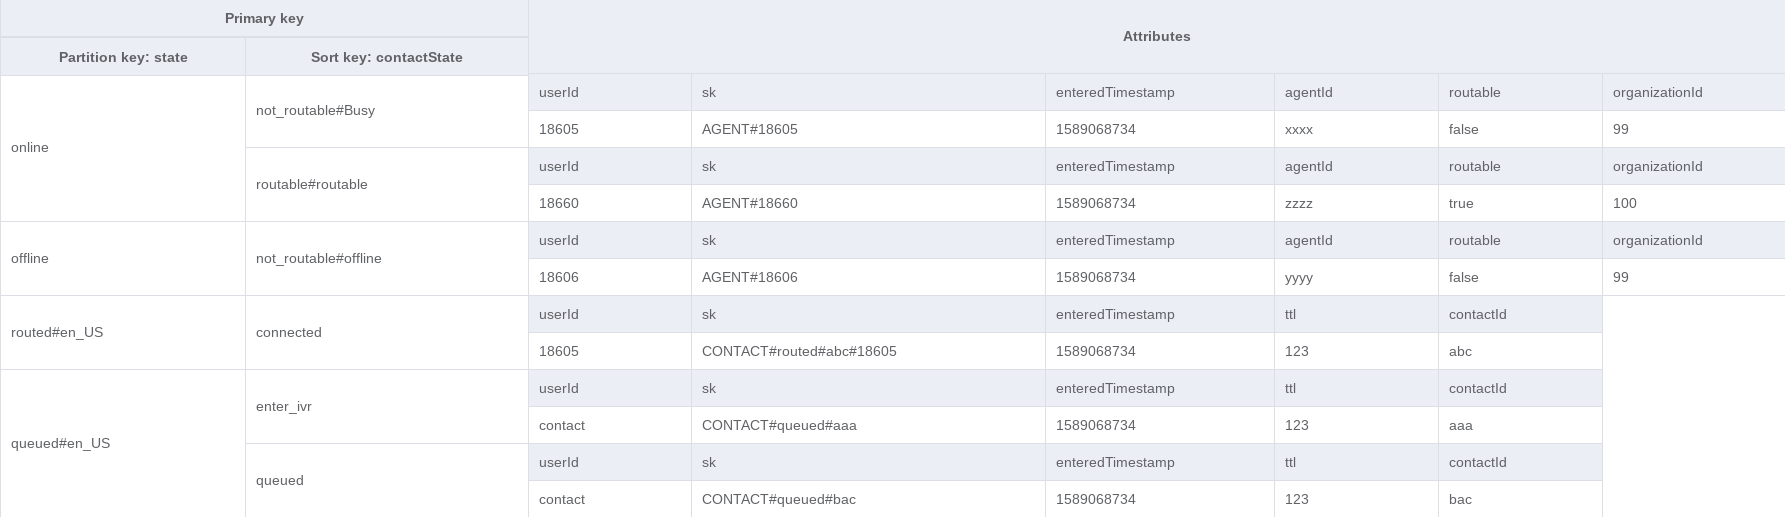 Primary key
Attributes
Partition key: state Sort key: contactState
userId sk enteredTimestamp agentId routable organizationId
not_routable#Busy
18605 AGENT#18605 1589068734 xxxx false 99
online
userId sk enteredTimestamp agentId routable organizationId
routable#routable
18660 AGENT#18660 1589068734 zzzz true 100
userId sk enteredTimestamp agentId routable organizationId
offline not_routable#offline
18606 AGENT#18606 1589068734 yyyy false 99
userId sk enteredTimestamp ttl contactId
routed#en_US connected
18605 CONTACT#routed#abc#18605 1589068734 123 abc
userId sk enteredTimestamp ttl contactId
enter_ivr
contact CONTACT#queued#aaa 1589068734 123 aaa
queued#en_US
userId sk enteredTimestamp ttl contactId
queued
contact CONTACT#queued#bac 1589068734 123 bac